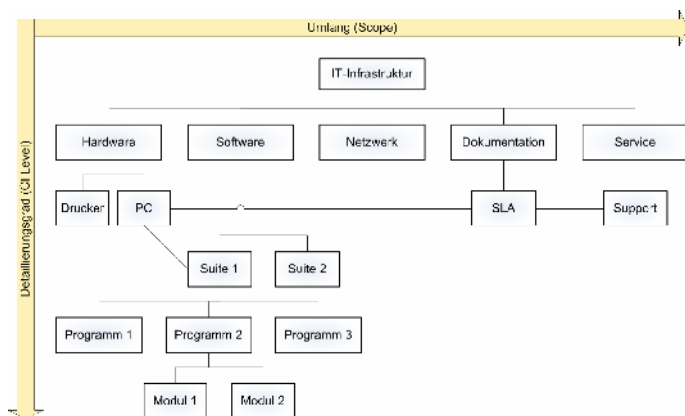 Umfang (Scope)
IT-Infrastruktur
Hardware
Software
Netzwerk
Dokumentation
Service
Detaillierungsgrad (CI Level)
Drucker
PC
SLA
Support
Suite 1
Suite 2
Programm 1
Programm 2
Programm 3
Modul 1
Modul 2